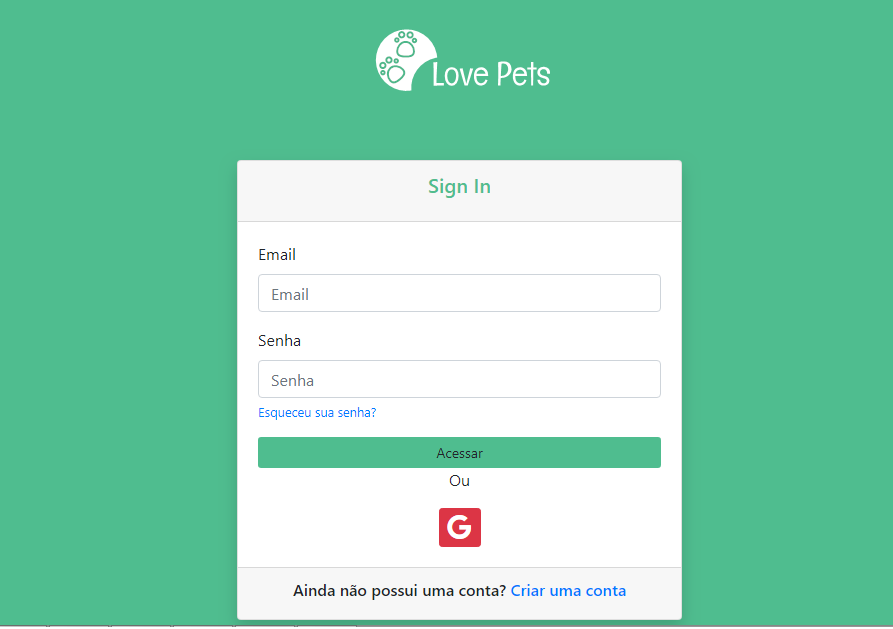 Love Pets
Sign In
Email
Email
Senha
Senha
Esqueceu sua senha?
Acessar
Ou
G
Ainda não possui uma conta? Criar uma conta